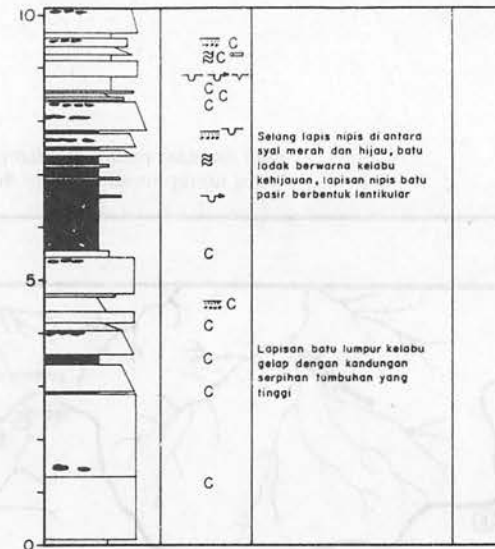 10
C
C
C
C
C
Selang lapis nipis di antara
syal merah dan hijau, batu
lodak berwarna kelabu
kehijauan, lapisan nipis batu
pasir berbentuk lentikular
C
5
C
C
Lapisan batu lumpur kelabu
gelap dengan kandungan
serpihan tumbuhan yang
tinggi
C
C
C
0